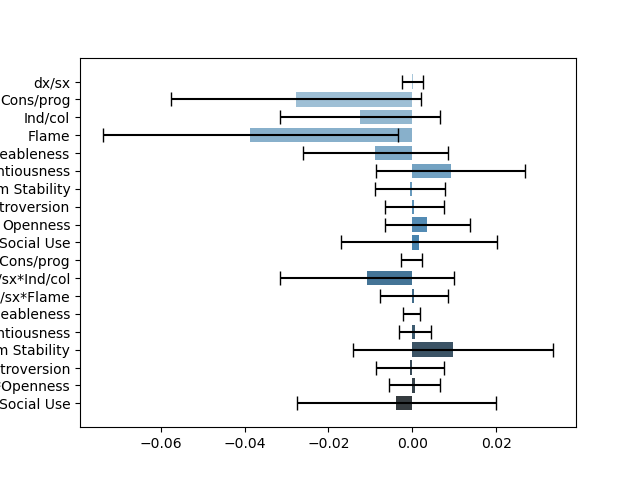 dx/sx
Cons/prog
Ind/col
Flame
eableness
ntiousness
m Stability
troversion
Openness
Social Use
Cons/prog
/sx*Ind/col
/sx*Flame
eableness
ntiousness
m Stability
troversion
*Openness
Social Use
−0.06 −0.04 −0.02 0.00 0.02